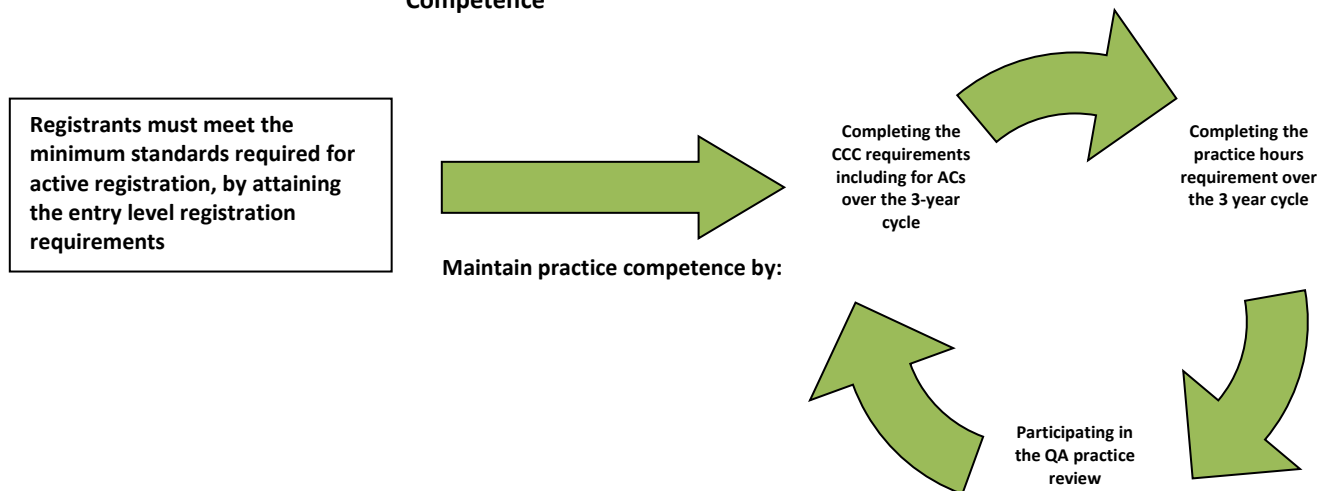 Competence
Registrants must meet the
minimum standards required for
active registration, by attaining
the entry level registration
requirements
Maintain practice competence by:
Completing the
CCC requirements
including for ACs
over the 3-year
cycle
Completing the
practice hours
requirement over
the 3 year cycle
Participating in
the QA practice
review